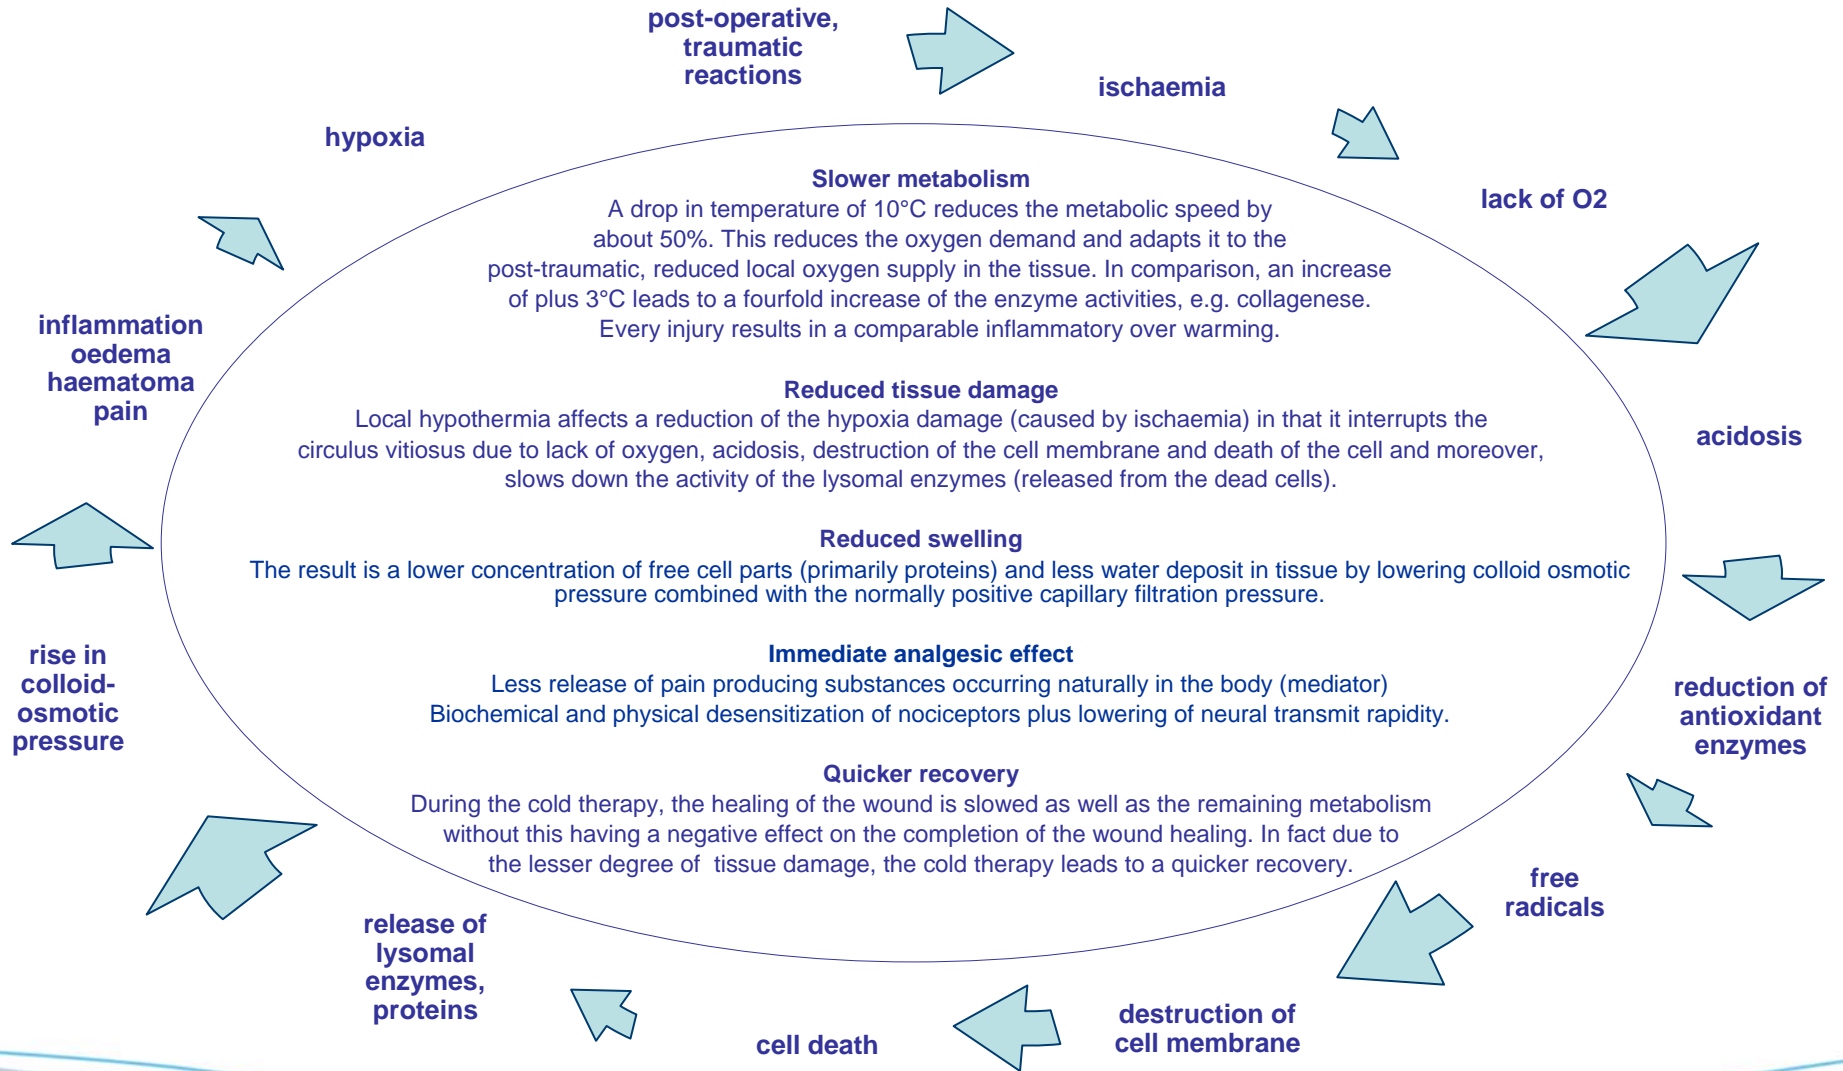 post-operative,
traumatic
reactions
ischaemia
lack of O2
acidosis
reduction of
antioxidant
enzymes
free
radicals
destruction of
cell membrane
cell death
release of
lysomal
enzymes,
proteins
rise in
colloid-
osmotic
pressure
inflammation
oedema
haematoma
pain
hypoxia
Slower metabolism
A drop in temperature of 10°C reduces the metabolic speed by
about 50%. This reduces the oxygen demand and adapts it to the
post-traumatic, reduced local oxygen supply in the tissue. In comparison, an increase
of plus 3°C leads to a fourfold increase of the enzyme activities, e.g. collagenese.
Every injury results in a comparable inflammatory over warming.
Reduced tissue damage
Local hypothermia affects a reduction of the hypoxia damage (caused by ischaemia) in that it interrupts the
circulus vitiosus due to lack of oxygen, acidosis, destruction of the cell membrane and death of the cell and moreover,
slows down the activity of the lysomal enzymes (released from the dead cells).
Reduced swelling
The result is a lower concentration of free cell parts (primarily proteins) and less water deposit in tissue by lowering colloid osmotic
pressure combined with the normally positive capillary filtration pressure.
Immediate analgesic effect
Less release of pain producing substances occurring naturally in the body (mediator)
Biochemical and physical desensitization of nociceptors plus lowering of neural transmit rapidity.
Quicker recovery
During the cold therapy, the healing of the wound is slowed as well as the remaining metabolism
without this having a negative effect on the completion of the wound healing. In fact due to
the lesser degree of tissue damage, the cold therapy leads to a quicker recovery.